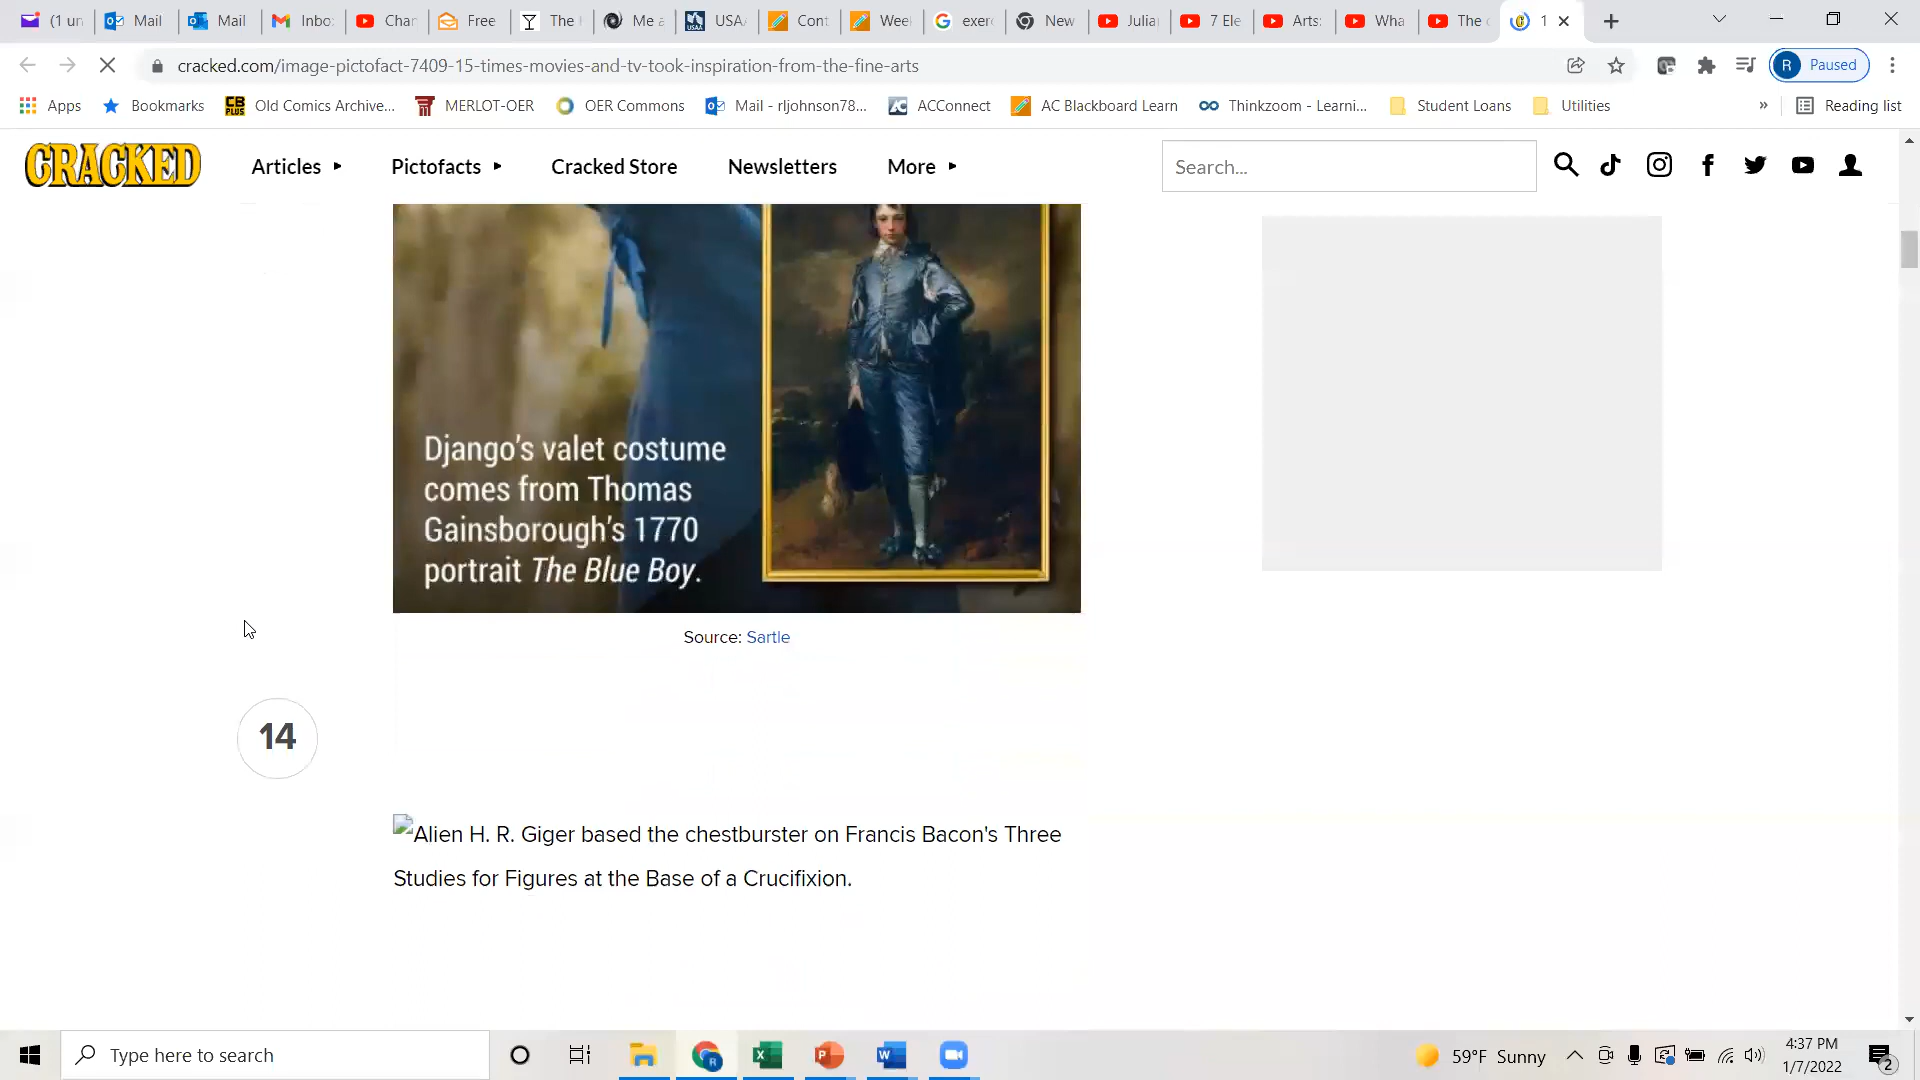 (1 un
Mail
Mail
Inbo
Chan
Free
The
Me a
USA
Cont
Week
exerc
New
Julia
7 Ele
Arts:
Wha
The
1
cracked.com/image-pictofact-7409-15-times-movies-and-tv-took-inspiration-from-the-fine-arts
R Paused
Apps
Bookmarks
Old Comics Archive...
MERLOT-OER
OER Commons
Mail - rljohnson78...
ACConnect
AC Blackboard Learn
Thinkzoom - Learni...
Student Loans
Utilities
»
Reading list
CRACKED
Articles
Pictofacts
Cracked Store
Newsletters
More
Search...
Django's valet costume
comes from Thomas
Gainsborough's 1770
portrait The Blue Boy.
Source: Sartle
14
Alien H. R. Giger based the chestburster on Francis Bacon's Three
Studies for Figures at the Base of a Crucifixion.
Type here to search
59°F Sunny
4:37 PM
1/7/2022
2